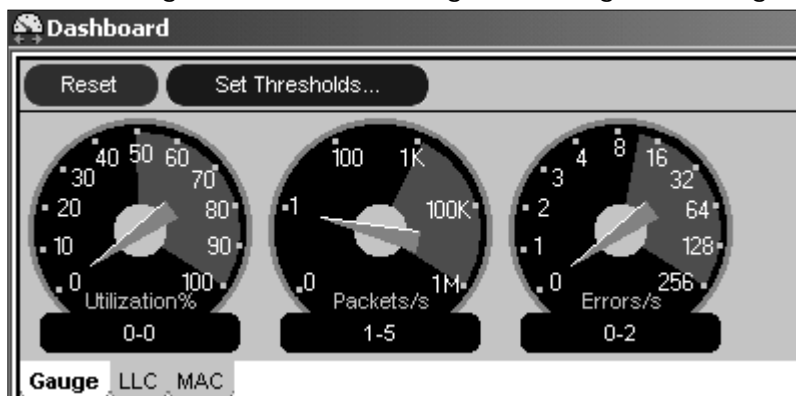 Dashboard
Reset Set Thresholds...
0 10 20 30 40 50 60 70 80 90 100
Utilization%
0-0
0 1 100 1K 100K 1M
Packets/s
1-5
0 1 2 3 4 8 16 32 64 128 256
Errors/s
0-2
Gauge LLC MAC